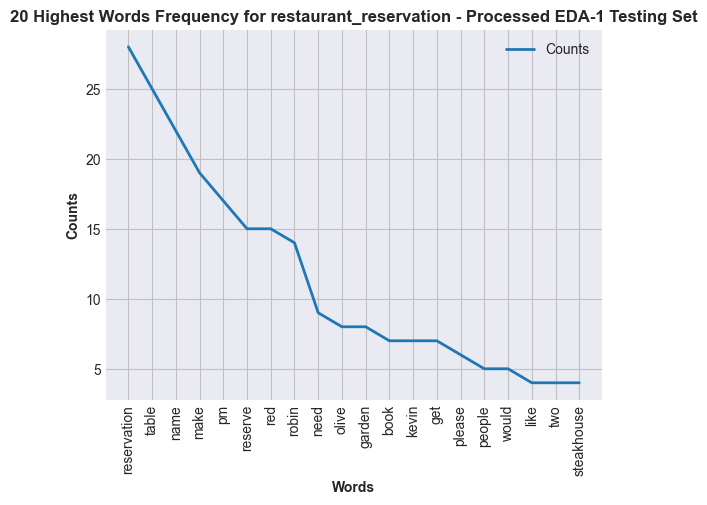 20 Highest Words Frequency for restaurant_reservation - Processed EDA-1 Testing Set
Counts
25
20
15
10
5
Counts
reservation
table
name
make
pm
reserve
red
robin
need
olive
garden
book
kevin
get
please
people
would
like
two
steakhouse
Words